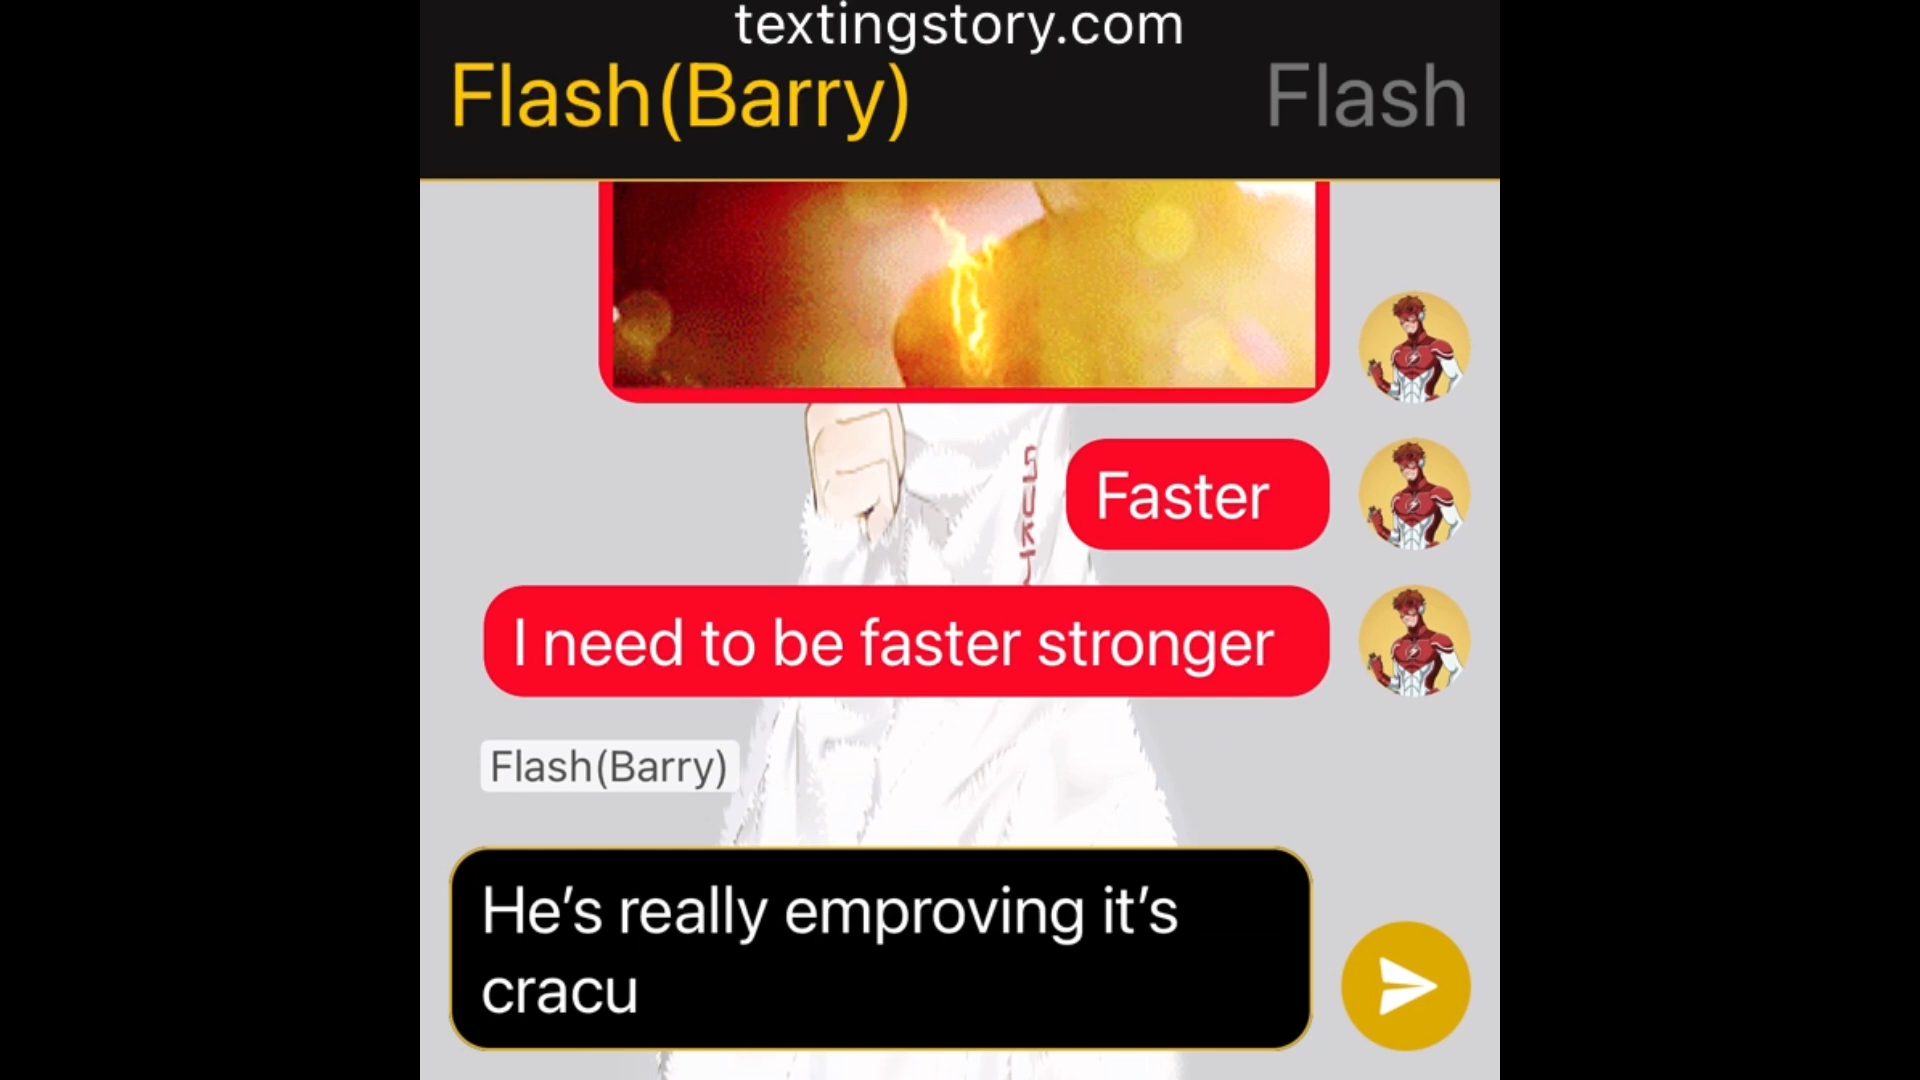 textingstory.com
Flash(Barry) Flash
Faster
I need to be faster stronger
Flash(Barry)
He’s really emproving it’s
cracu